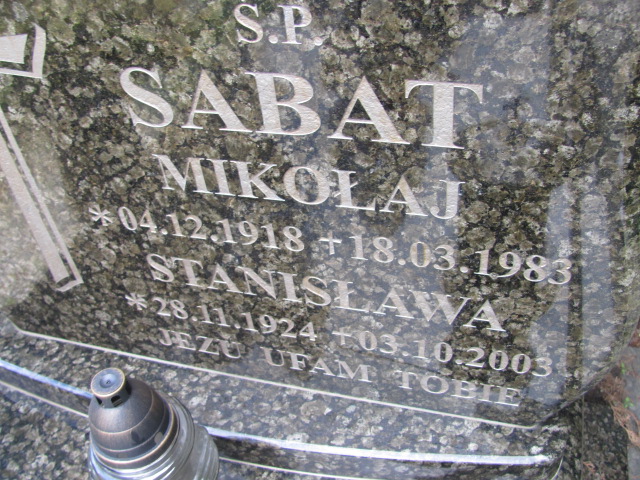 Ś.P.
SABAT
MIKOŁAJ
*04.12.1918 +18.03.1983
STANISŁAWA
*28.11.1924 +03.10.2003
JEZU UFAM TOBIE